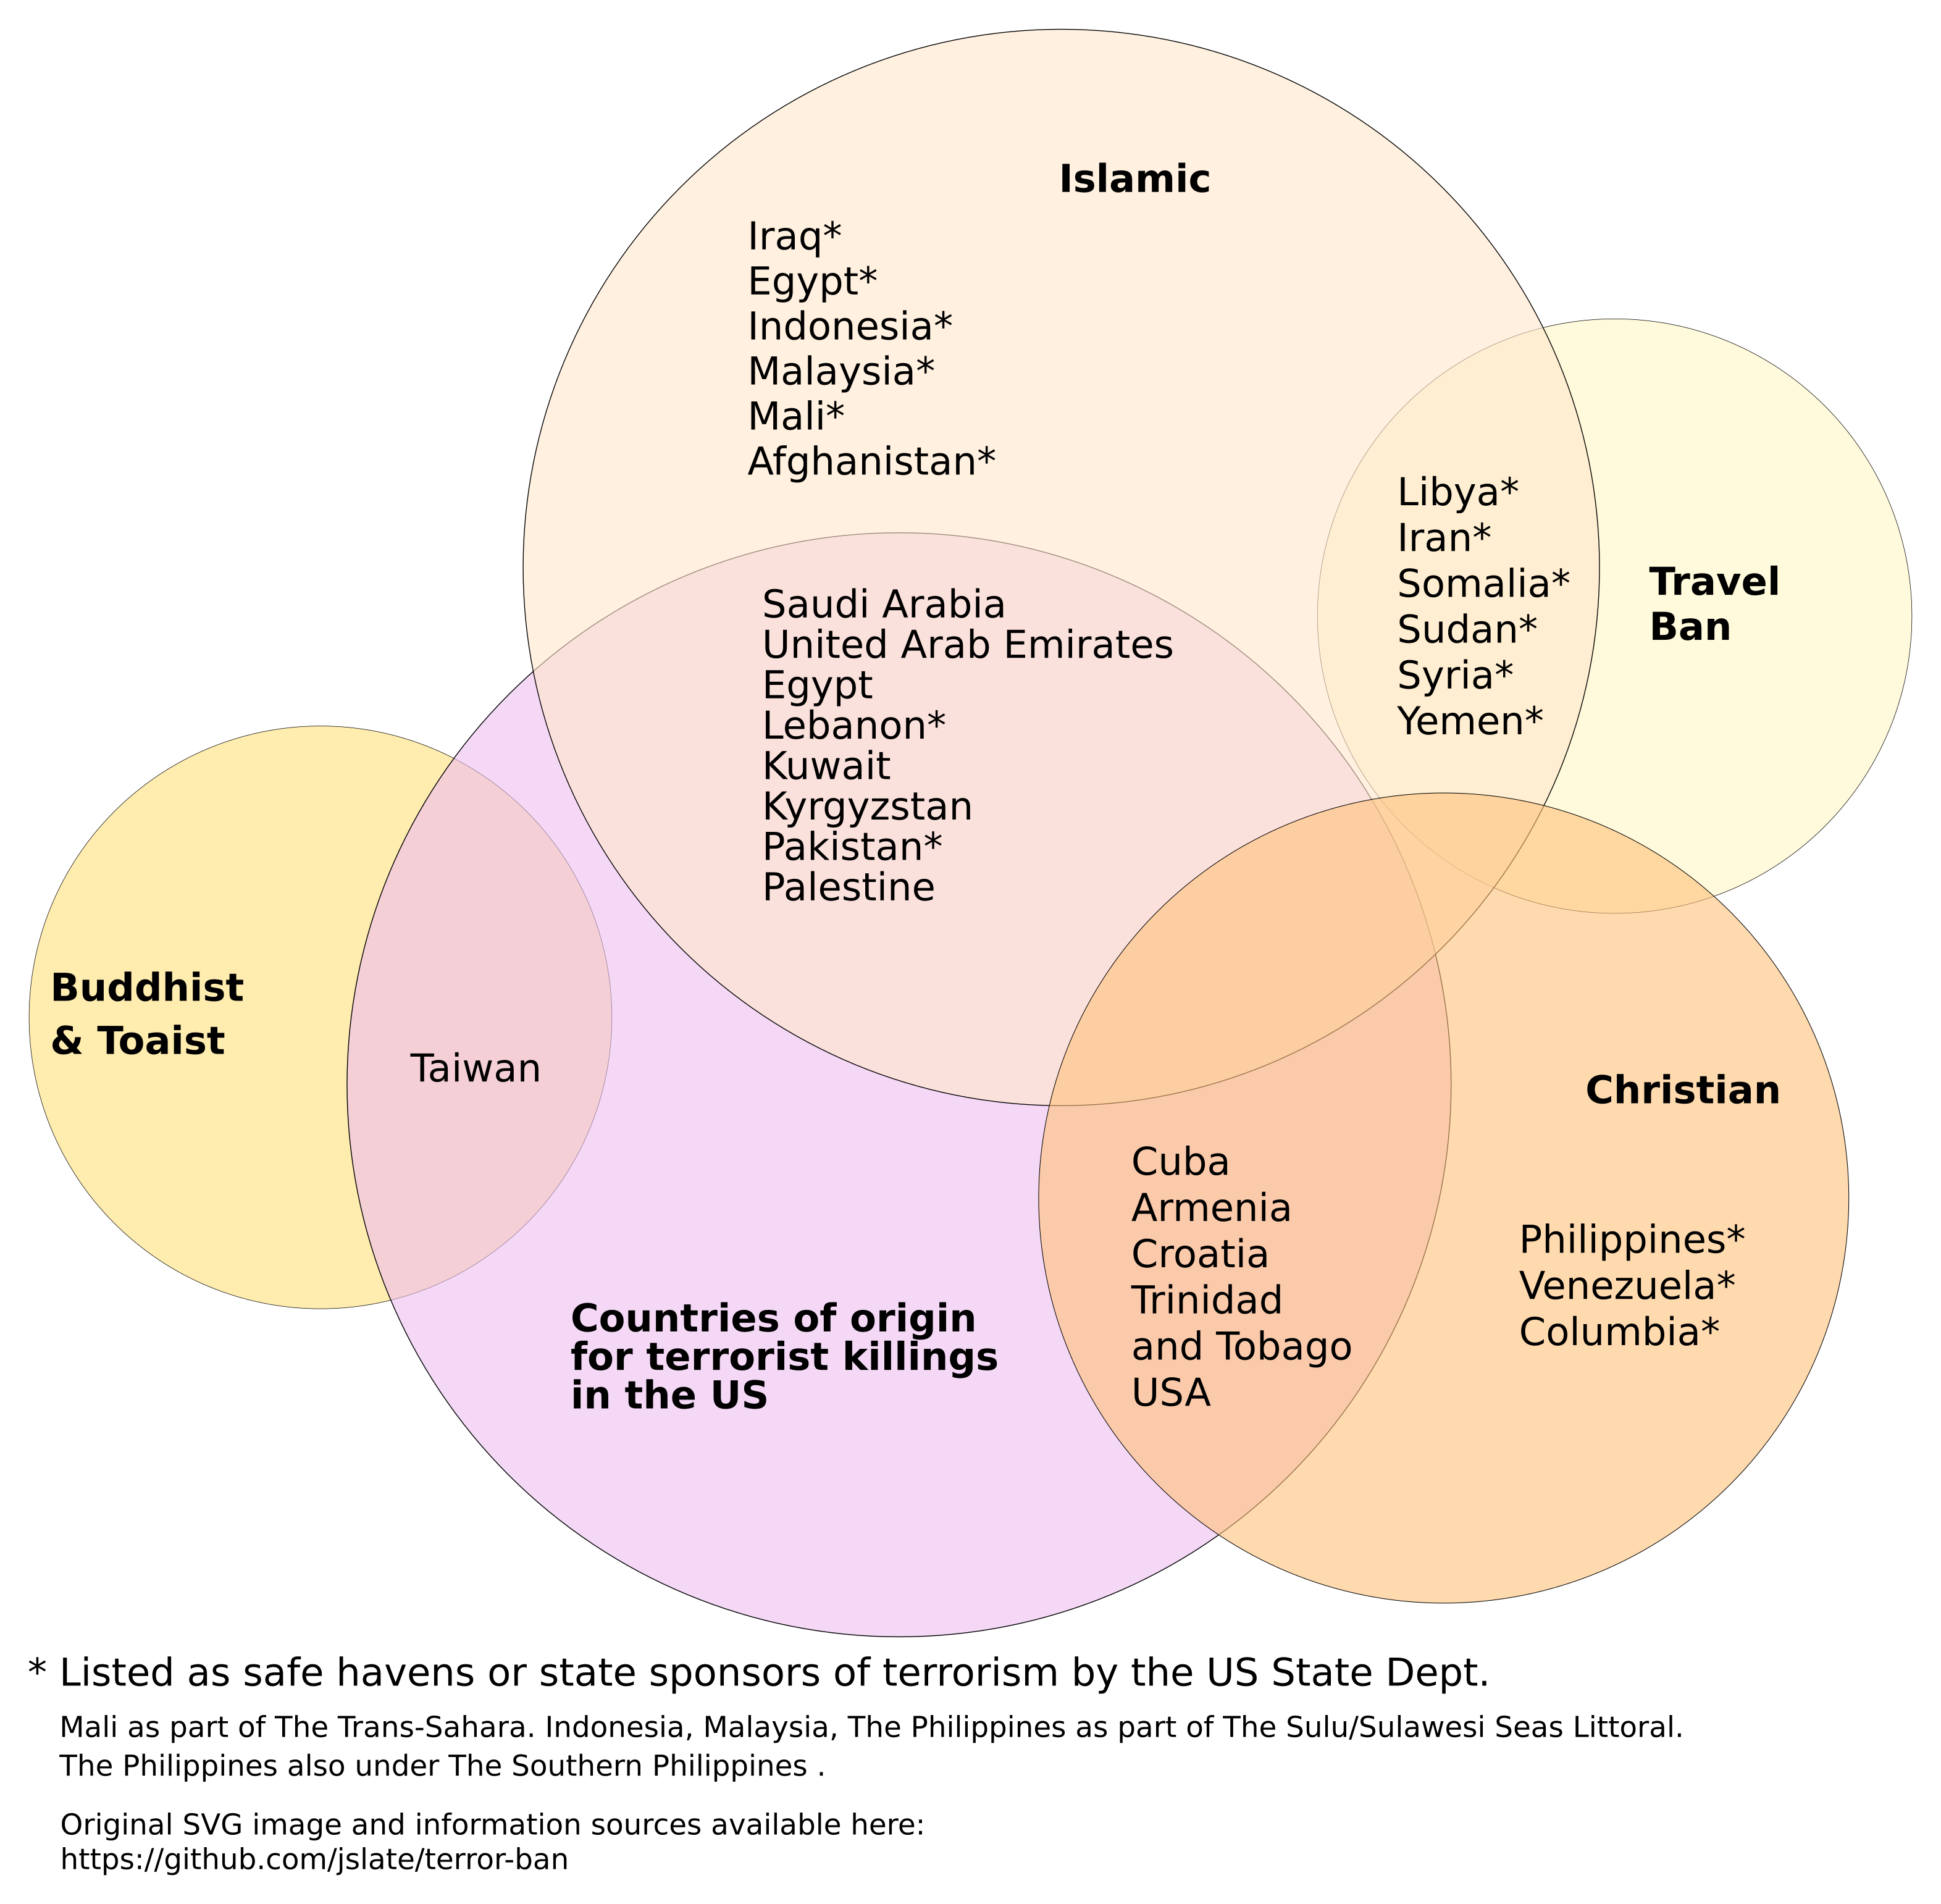 Islamic
Iraq*
Egypt*
Indonesia*
Malaysia*
Mali*
Afghanistan*
Libya*
Iran*
Somalia*
Sudan*
Syria*
Yemen*
Travel
Ban
Saudi Arabia
United Arab Emirates
Egypt
Lebanon*
Kuwait
Kyrgyzstan
Pakistan*
Palestine
Buddhist
& Toaist
Taiwan
Christian
Cuba
Armenia
Croatia
Trinidad
and Tobago
USA
Philippines*
Venezuela*
Columbia*
Countries of origin
for terrorist killings
in the US
* Listed as safe havens or state sponsors of terrorism by the US State Dept.
Mali as part of The Trans-Sahara. Indonesia, Malaysia, The Philippines as part of The Sulu/Sulawesi Seas Littoral.
The Philippines also under The Southern Philippines .
Original SVG image and information sources available here:
https://github.com/jslate/terror-ban